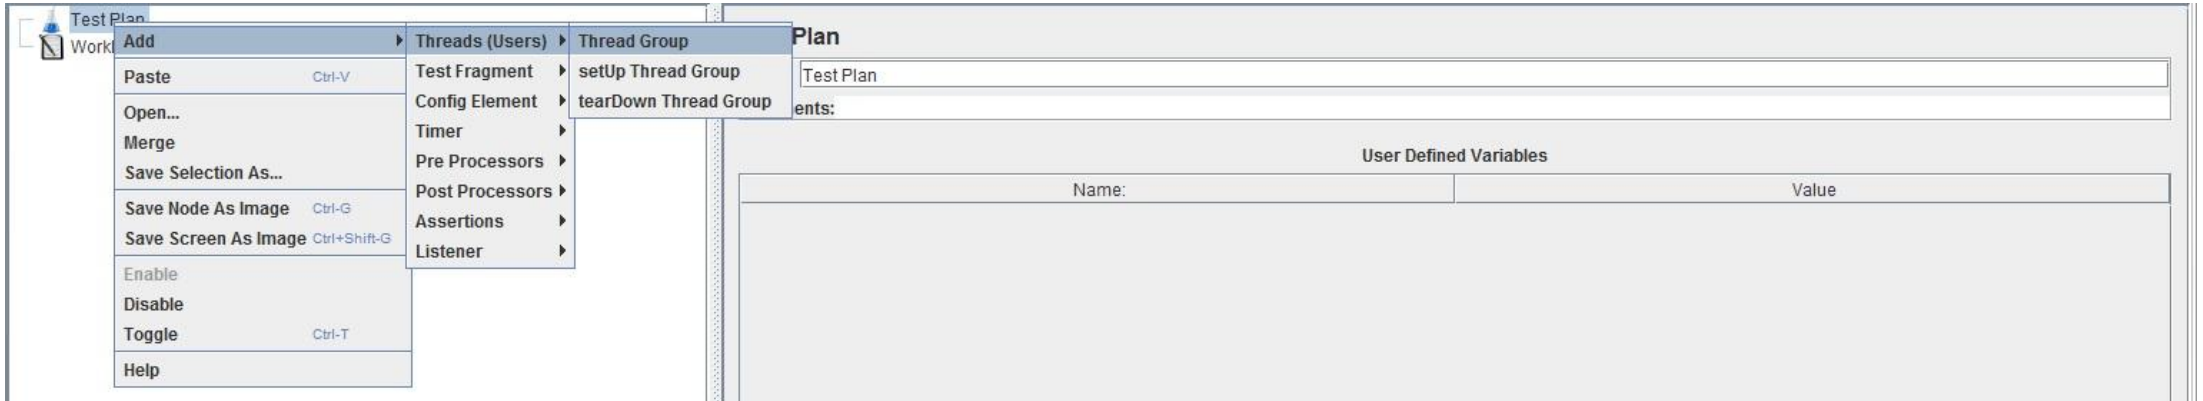 Test Plan
Work
Add
Paste Ctrl-V
Open...
Merge
Save Selection As...
Save Node As Image Ctrl-G
Save Screen As Image Ctrl+Shift-G
Enable
Disable
Toggle Ctrl-T
Help
Threads (Users)
Test Fragment
Config Element
Timer
Pre Processors
Post Processors
Assertions
Listener
Thread Group
setUp Thread Group
tearDown Thread Group
Plan
Test Plan
ents:
User Defined Variables
Name: Value